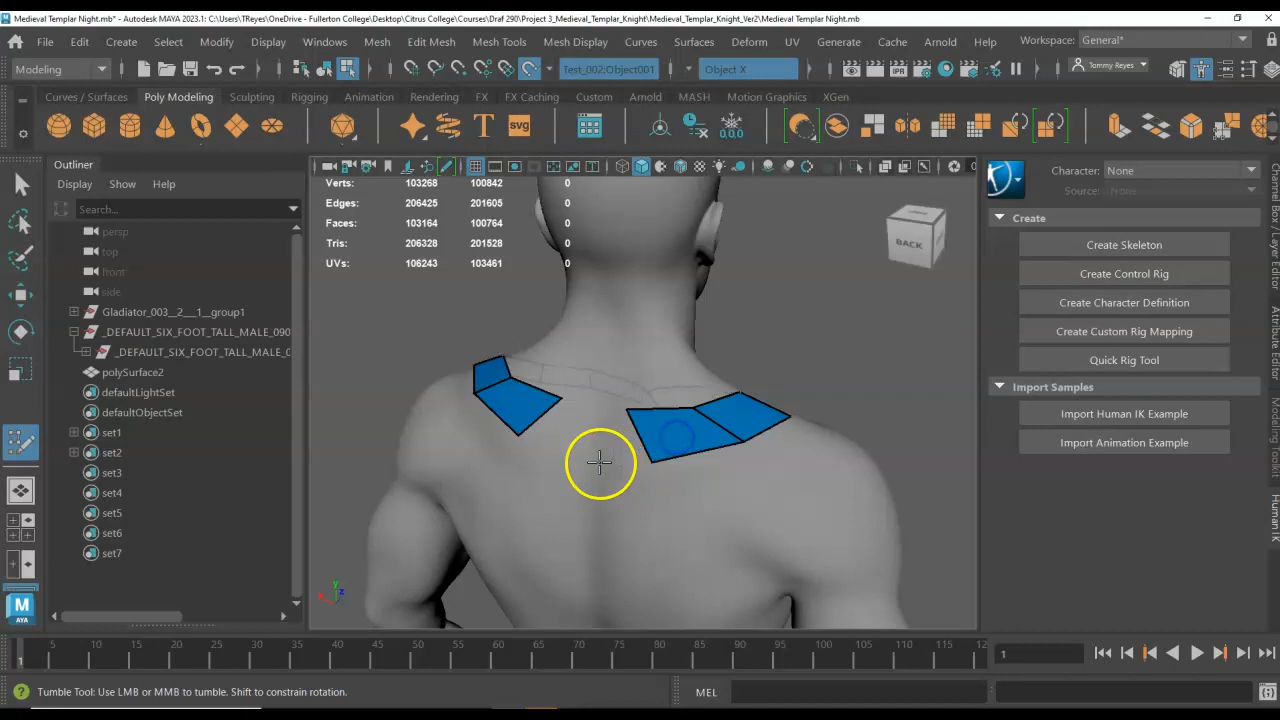 Medieval Templar Night.mb* - Autodesk MAYA 2023.1: C:\Users\TReyes\OneDrive - Fullerton College\Desktop\Citrus College\Courses\Draf 290\Project 3_Medieval_Templar_Knight\Medieval_Templar_Knight_Ver2\Medieval Templar Night.mb
File Edit Create Select Modify Display Windows Mesh Edit Mesh Mesh Tools Mesh Display Curves Surfaces Deform UV Generate Cache Arnold Help Workspace: General*
Modeling Test_002:Object001 Object X Tommy Reyes
Curves / Surfaces Poly Modeling Sculpting Rigging Animation Rendering FX FX Caching Custom Arnold MASH Motion Graphics XGen
T svg 0,0,0
Outliner
Display Show Help
Search...
persp
top
front
side
Gladiator_003__2___1__group1
_DEFAULT_SIX_FOOT_TALL_MALE_090
_DEFAULT_SIX_FOOT_TALL_MALE_0
polySurface2
defaultLightSet
defaultObjectSet
set1
set2
set3
set4
set5
set6
set7
Verts: 103268 100842 0
Edges: 206425 201605 0
Faces: 103164 100764 0
Tris: 206328 201528 0
UVs: 106243 103461 0
BACK
y
x
z
Character: None
Source: None
Create
Create Skeleton
Create Control Rig
Create Character Definition
Create Custom Rig Mapping
Quick Rig Tool
Import Samples
Import Human IK Example
Import Animation Example
Channel Box / Layer Editor
Attribute Editor
Modeling Toolkit
Human IK
M
AYA
5 10 15 20 25 30 35 40 45 50 55 60 65 70 75 80 85 90 95 100 105 110 115 12
1
1
Tumble Tool: Use LMB or MMB to tumble. Shift to constrain rotation.
MEL